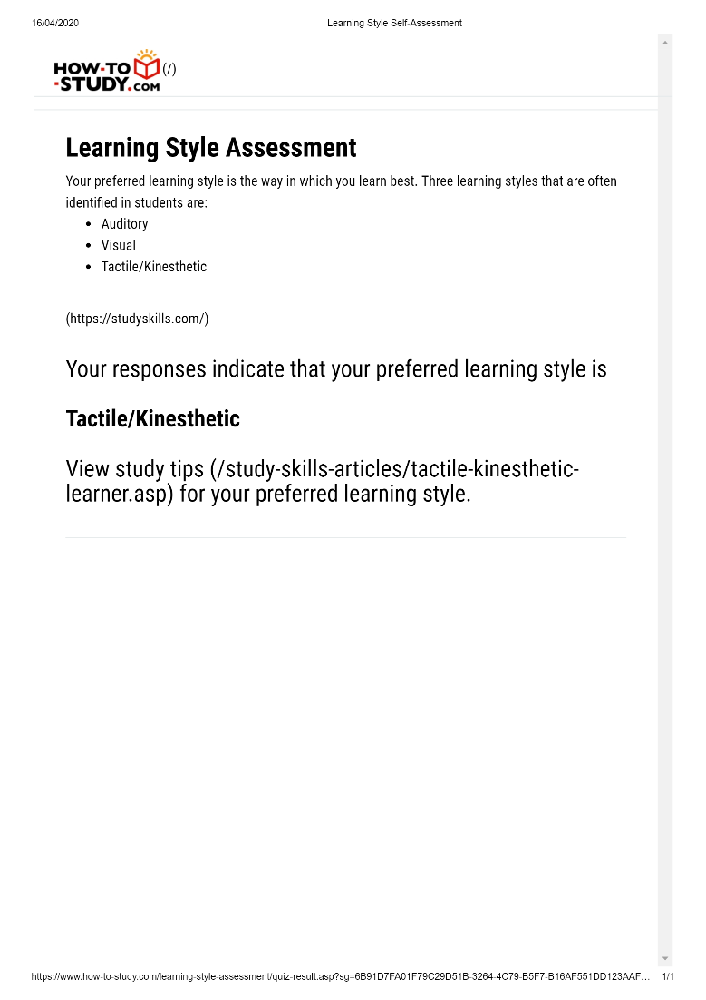 16/04/2020 Learning Style Self-Assessment
HOW-TO
-STUDY.COM (/)
Learning Style Assessment
Your preferred learning style is the way in which you learn best. Three learning styles that are often
identified in students are:
• Auditory
• Visual
• Tactile/Kinesthetic
(https://studyskills.com/)
Your responses indicate that your preferred learning style is
Tactile/Kinesthetic
View study tips (/study-skills-articles/tactile-kinesthetic-
learner.asp) for your preferred learning style.
https://www.how-to-study.com/learning-style-assessment/quiz-result.asp?sg=6B91D7FA01F79C29D51B-3264-4C79-B5F7-B16AF551DD123AAF… 1/1